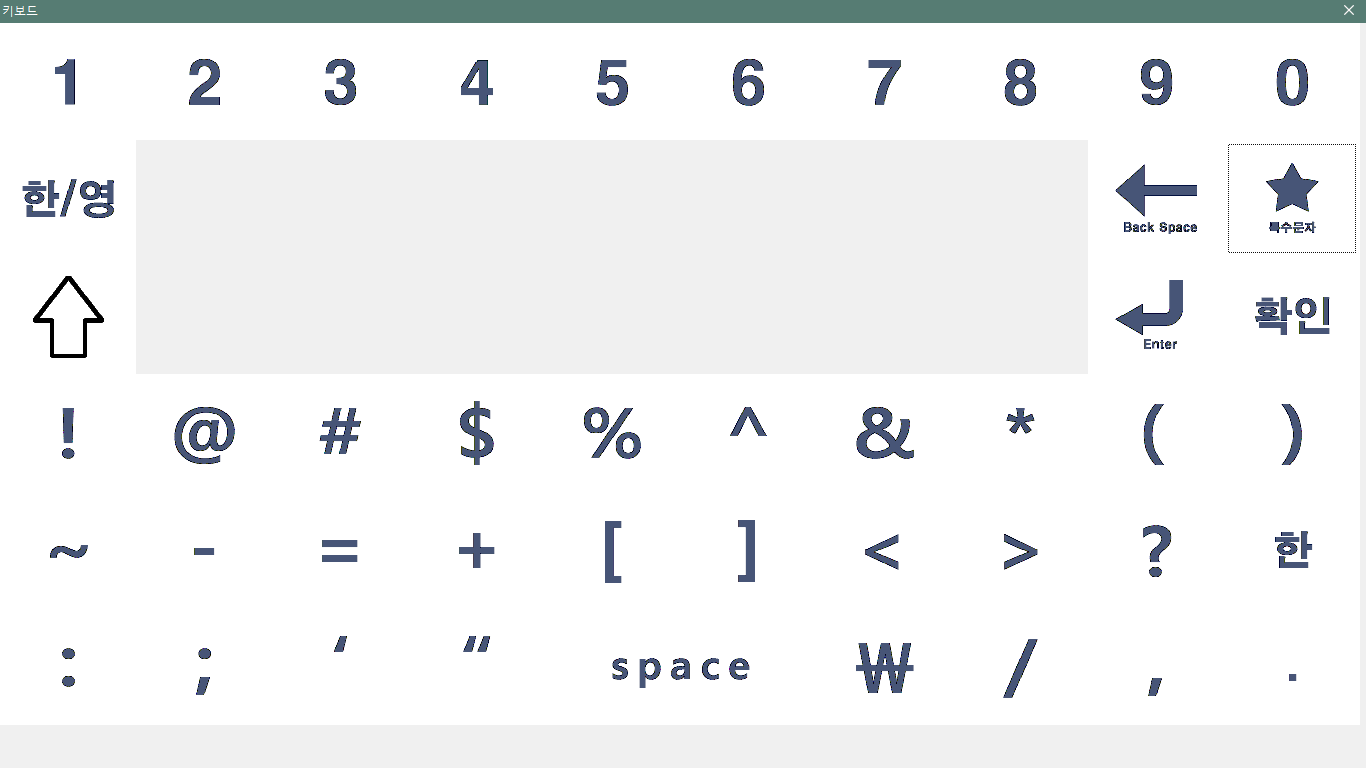 키보드
1 2 3 4 5 6 7 8 9 0
한/영
Back Space
특수문자
Enter
확인
! @ # $ % ^ & * ( )
~ - = + [ ] < > ? 한
: ; ‘ “ space ₩ / , .